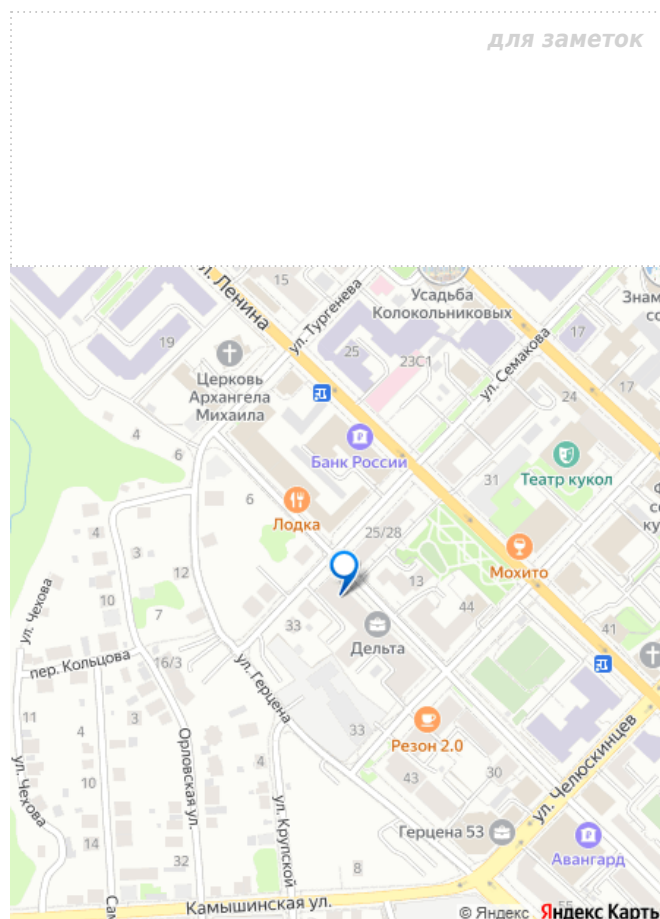 для заметок
ул. Ленина
15
ул. Тургенева
Усадьба
Колокольниковых
Знам
со
19
25
23С1
ул. Семакова
17
17
Церковь
Архангела
Михаила
24
4
6
Банк России
31
Театр кукол
6
Лодка
25/28
Мохито
4
3
12
13
10
44
ул. Чехова
7
33
Дельта
41
пер. Кольцова
16/3
ул. Герцена
11
4
3
33
Резон 2.0
ул. Челюскинцев
Орловская ул.
4
43
30
ул. Чехова
10
ул. Крупской
14
Герцена 53
32
8
Авангард
Сам
Камышинская ул.
55
© Яндекс Яндекс Карты